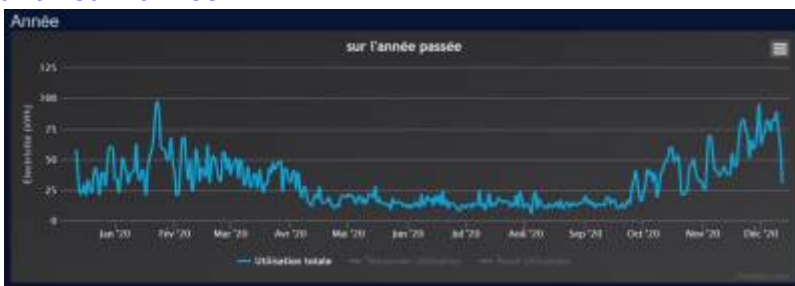 Année
sur l'année passée
125
100
75
50
25
0
Électricité (kWh)
Jan '20
Fév '20
Mar '20
Avr '20
Mai '20
Jun '20
Jul '20
Aoû '20
Sep '20
Oct '20
Nov '20
Déc '20
Utilisation totale